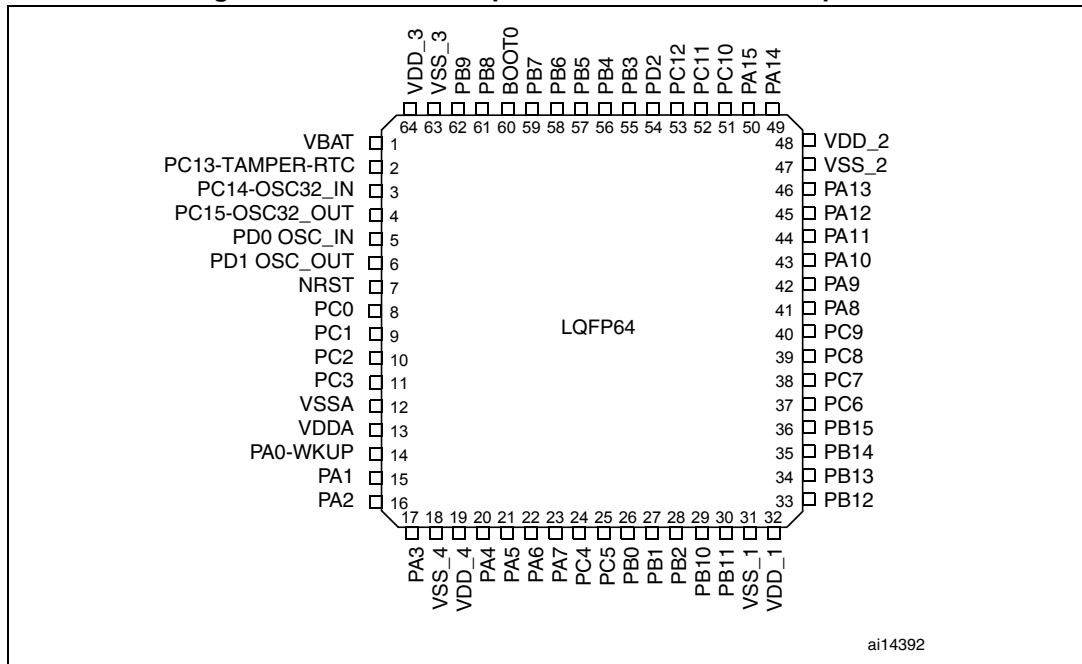 VDD_3
VSS_3
PB9
PB8
BOOT0
PB7
PB6
PB5
PB4
PB3
PD2
PC12
PC11
PC10
PA15
PA14
64 63 62 61 60 59 58 57 56 55 54 53 52 51 50 49
VBAT 1
PC13-TAMPER-RTC 2
PC14-OSC32_IN 3
PC15-OSC32_OUT 4
PD0 OSC_IN 5
PD1 OSC_OUT 6
NRST 7
PC0 8
PC1 9
PC2 10
PC3 11
VSSA 12
VDDA 13
PA0-WKUP 14
PA1 15
PA2 16
LQFP64
48 VDD_2
47 VSS_2
46 PA13
45 PA12
44 PA11
43 PA10
42 PA9
41 PA8
40 PC9
39 PC8
38 PC7
37 PC6
36 PB15
35 PB14
34 PB13
33 PB12
17 18 19 20 21 22 23 24 25 26 27 28 29 30 31 32
PA3
VSS_4
VDD_4
PA4
PA5
PA6
PA7
PC4
PC5
PB0
PB1
PB2
PB10
PB11
VSS_1
VDD_1
ai14392